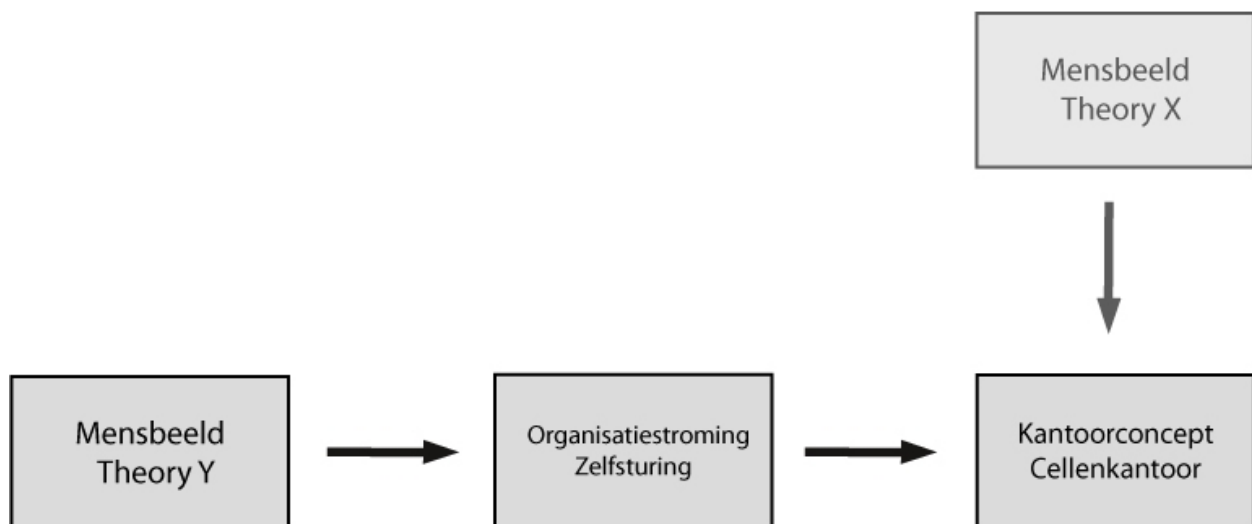 Mensbeeld
Theory X
Mensbeeld
Theory Y
Organisatiestroming
Zelfsturing
Kantoorconcept
Cellenkantoor